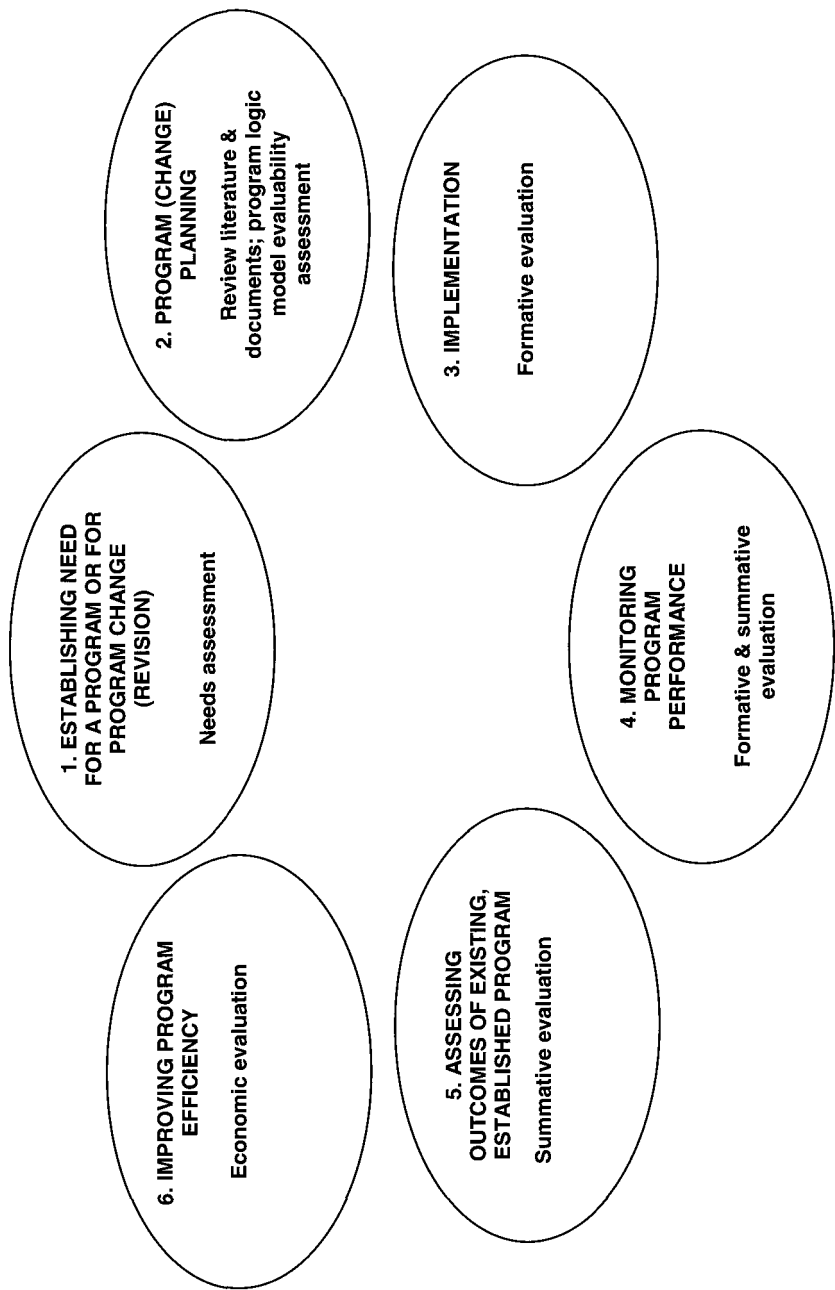 1. ESTABLISHING NEED
FOR A PROGRAM OR FOR
PROGRAM CHANGE
(REVISION)
Needs assessment
2. PROGRAM (CHANGE)
PLANNING
Review literature &
documents; program logic
model evaluability
assessment
3. IMPLEMENTATION
Formative evaluation
4. MONITORING
PROGRAM
PERFORMANCE
Formative & summative
evaluation
5. ASSESSING
OUTCOMES OF EXISTING,
ESTABLISHED PROGRAM
Summative evaluation
6. IMPROVING PROGRAM
EFFICIENCY
Economic evaluation